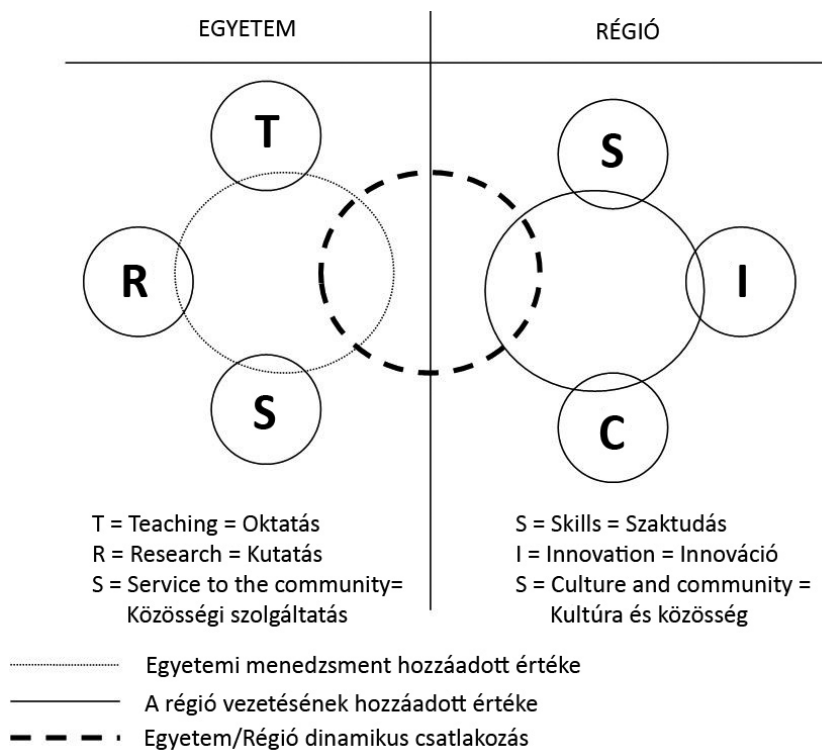 EGYETEM
RÉGIÓ
T
R
S
S
I
C
T = Teaching = Oktatás
R = Research = Kutatás
S = Service to the community=
Közösségi szolgáltatás
S = Skills = Szaktudás
I = Innovation = Innováció
S = Culture and community =
Kultúra és közösség
Egyetemi menedzsment hozzáadott értéke
A régió vezetésének hozzáadott értéke
Egyetem/Régió dinamikus csatlakozás